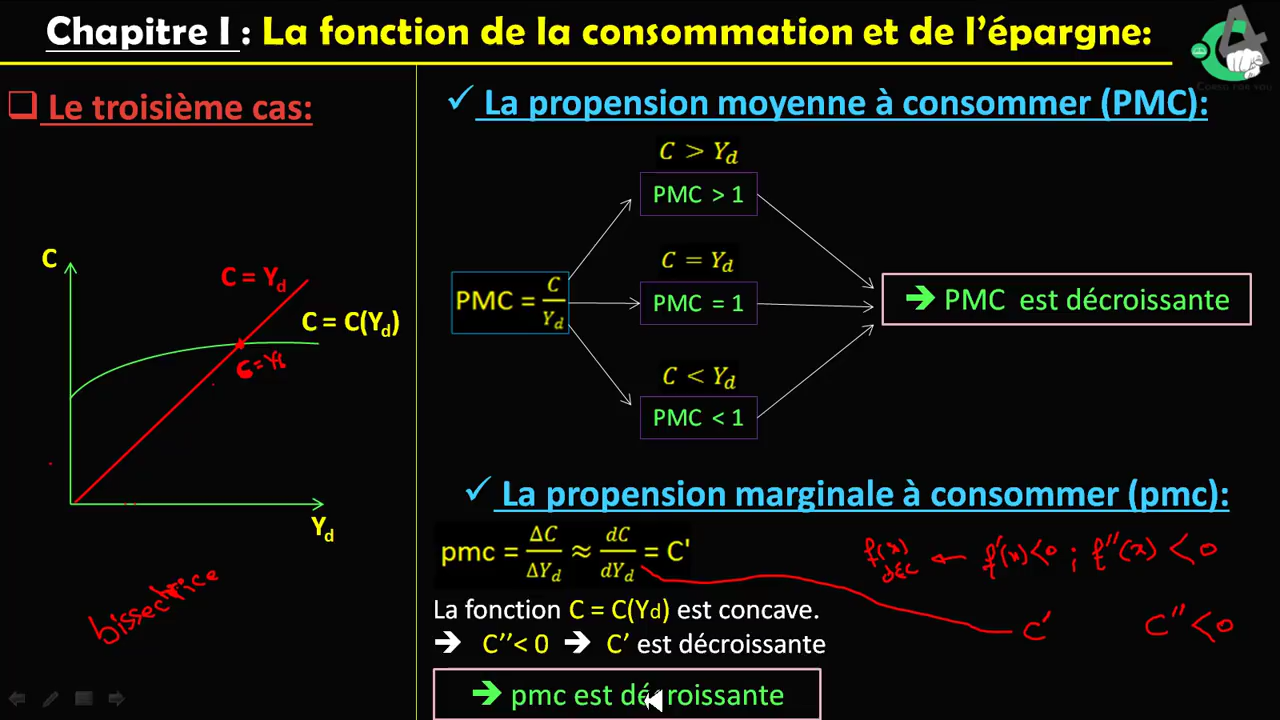 Chapitre I : La fonction de la consommation et de l’épargne:
CORSSI FOR YOU
Le troisième cas:
C
C = Yd
C = C(Yd)
C = Yd
Yd
bissectrice
✓ La propension moyenne à consommer (PMC):
C > Yd
PMC > 1
PMC = C/Yd
C = Yd
PMC = 1
C < Yd
PMC < 1
➔ PMC est décroissante
✓ La propension marginale à consommer (pmc):
pmc = ΔC/ΔYd ≈ dC/dYd = C'
f(x) déc ← f'(x)<0 ; f''(x) <0
La fonction C = C(Yd) est concave.
➔ C’’< 0 ➔ C’ est décroissante
C' C''<0
➔ pmc est décroissante